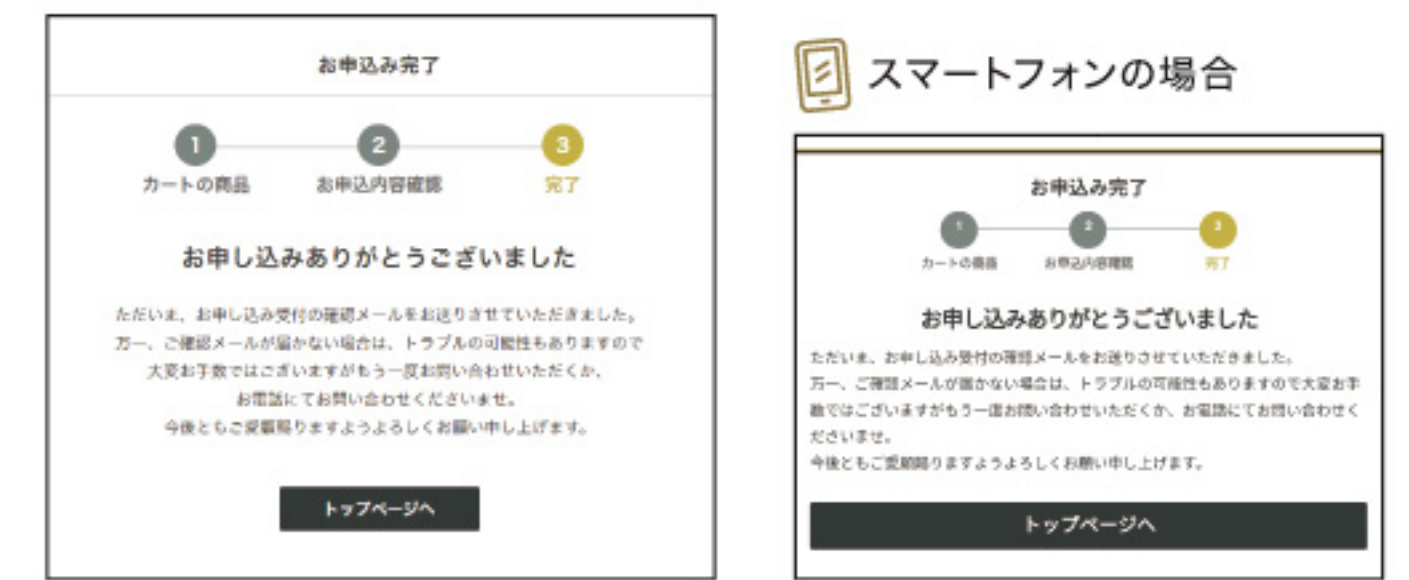 お申込み完了
1
2
3
カートの商品
お申込内容確認
完了
お申し込みありがとうございました
ただいま、お申し込み受付の確認メールをお送りさせていただきました。
万一、ご確認メールが届かない場合は、トラブルの可能性もありますので
大変お手数ではございますがもう一度お問い合わせいただくか、
お電話にてお問い合わせくださいませ。
今後ともご愛顧賜りますようよろしくお願い申し上げます。
トップページへ
スマートフォンの場合
お申込み完了
1
2
3
カートの商品
お申込内容確認
完了
お申し込みありがとうございました
ただいま、お申し込み受付の確認メールをお送りさせていただきました。
万一、ご確認メールが届かない場合は、トラブルの可能性もありますので大変お手
数ではございますがもう一度お問い合わせいただくか、お電話にてお問い合わせく
ださいませ。
今後ともご愛顧賜りますようよろしくお願い申し上げます。
トップページへ